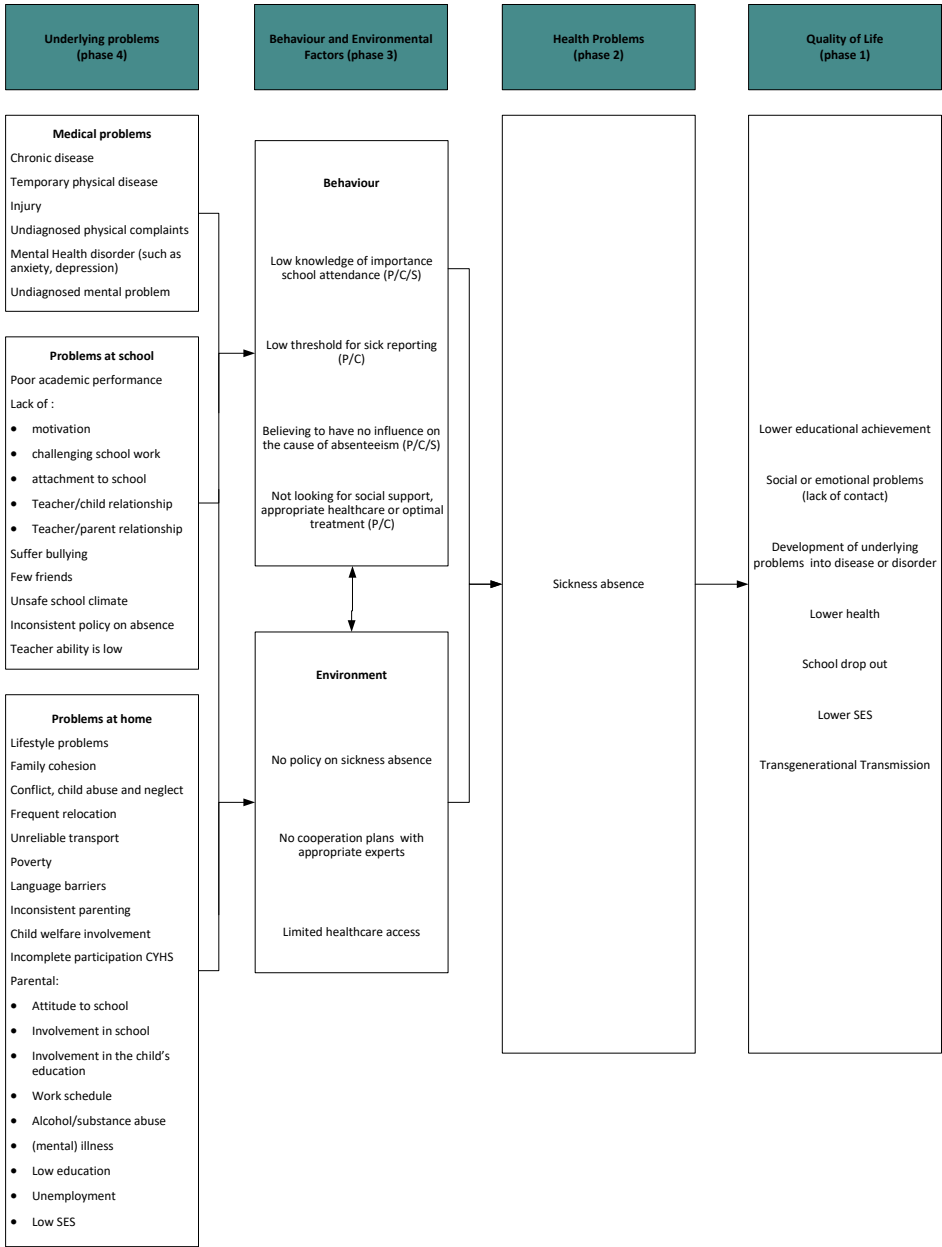 Underlying problems
(phase 4)
Behaviour and Environmental
Factors (phase 3)
Health Problems
(phase 2)
Quality of Life
(phase 1)
Medical problems
Chronic disease
Temporary physical disease
Injury
Undiagnosed physical complaints
Mental Health disorder (such as
anxiety, depression)
Undiagnosed mental problem
Problems at school
Poor academic performance
Lack of :
• motivation
• challenging school work
• attachment to school
• Teacher/child relationship
• Teacher/parent relationship
Suffer bullying
Few friends
Unsafe school climate
Inconsistent policy on absence
Teacher ability is low
Problems at home
Lifestyle problems
Family cohesion
Conflict, child abuse and neglect
Frequent relocation
Unreliable transport
Poverty
Language barriers
Inconsistent parenting
Child welfare involvement
Incomplete participation CYHS
Parental:
• Attitude to school
• Involvement in school
• Involvement in the child’s
education
• Work schedule
• Alcohol/substance abuse
• (mental) illness
• Low education
• Unemployment
• Low SES
Behaviour
Low knowledge of importance
school attendance (P/C/S)
Low threshold for sick reporting
(P/C)
Believing to have no influence on
the cause of absenteeism (P/C/S)
Not looking for social support,
appropriate healthcare or optimal
treatment (P/C)
Environment
No policy on sickness absence
No cooperation plans with
appropriate experts
Limited healthcare access
Sickness absence
Lower educational achievement
Social or emotional problems
(lack of contact)
Development of underlying
problems into disease or disorder
Lower health
School drop out
Lower SES
Transgenerational Transmission